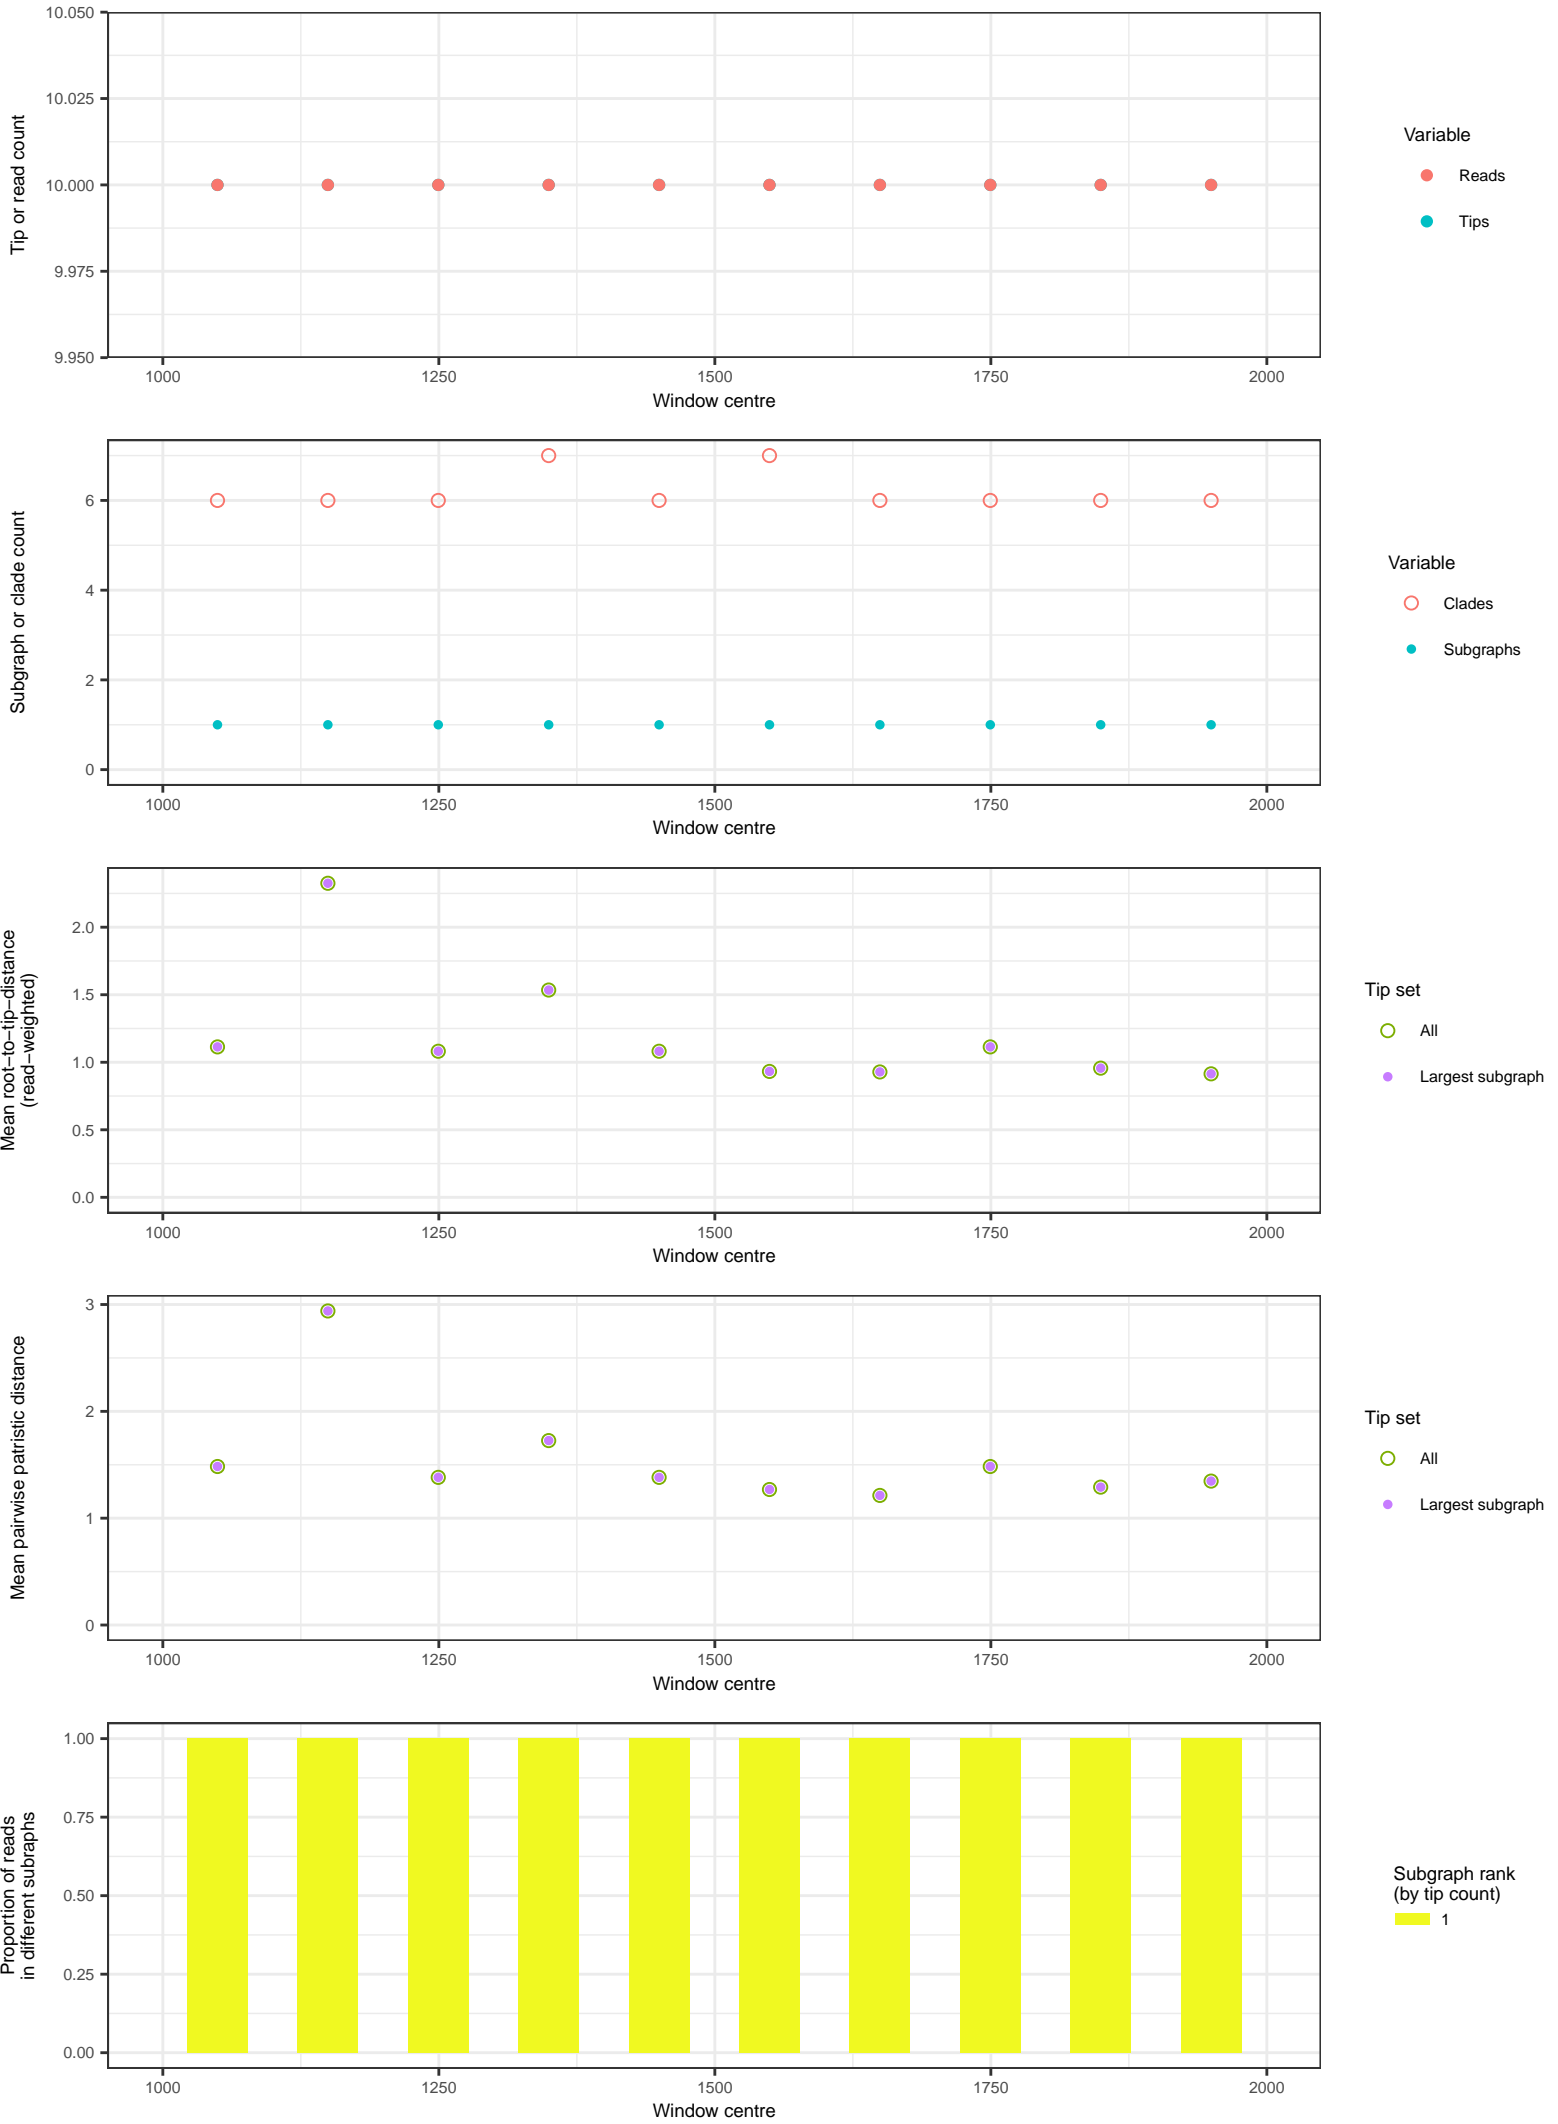 10.050
10.025
10.000
9.975
9.950
Tip or read count
1000 1250 1500 1750 2000
Window centre
Variable
Reads
Tips
6
4
2
0
Subgraph or clade count
1000 1250 1500 1750 2000
Window centre
Variable
Clades
Subgraphs
2.0
1.5
1.0
0.5
0.0
Mean root−to−tip−distance
(read−weighted)
1000 1250 1500 1750 2000
Window centre
Tip set
All
Largest subgraph
3
2
1
0
Mean pairwise patristic distance
1000 1250 1500 1750 2000
Window centre
Tip set
All
Largest subgraph
1.00
0.75
0.50
0.25
0.00
Proportion of reads
in different subraphs
1000 1250 1500 1750 2000
Window centre
Subgraph rank
(by tip count)
1